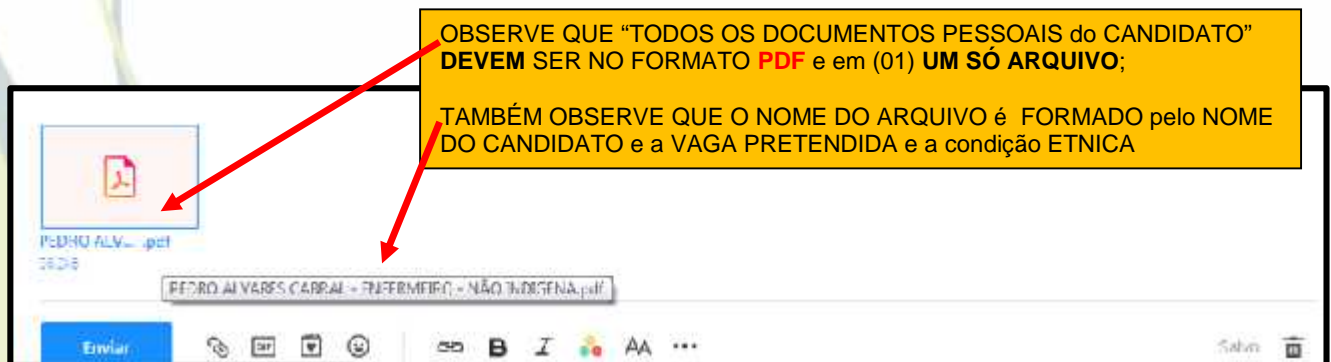 OBSERVE QUE “TODOS OS DOCUMENTOS PESSOAIS do CANDIDATO”
DEVEM SER NO FORMATO PDF e em (01) UM SÓ ARQUIVO;
TAMBÉM OBSERVE QUE O NOME DO ARQUIVO é FORMADO pelo NOME
DO CANDIDATO e a VAGA PRETENDIDA e a condição ETNICA
PEDRO ALV... .pdf
PEDRO ALVARES CABRAL - ENFERMEIRO - NÃO INDIGENA.pdf
Enviar
GIF
B I AA ...
Salvo